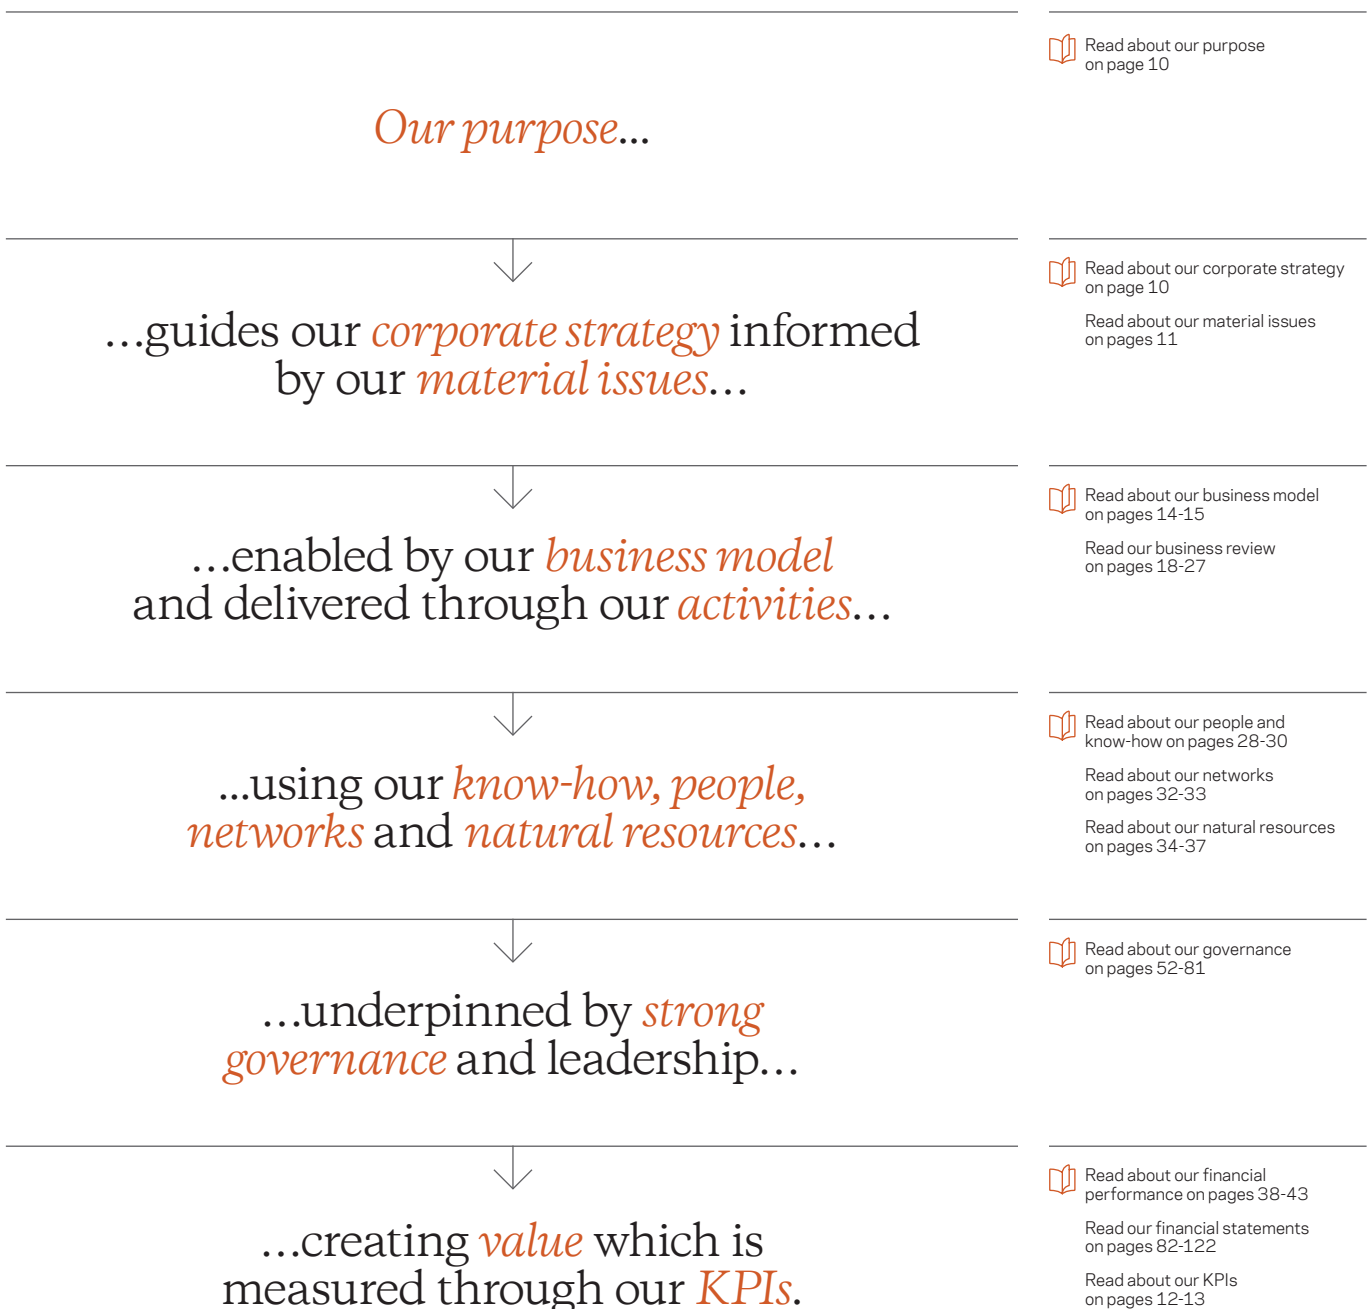 Our purpose...
Read about our purpose
on page 10
…guides our corporate strategy informed
by our material issues…
Read about our corporate strategy
on page 10
Read about our material issues
on pages 11
…enabled by our business model
and delivered through our activities…
Read about our business model
on pages 14-15
Read our business review
on pages 18-27
...using our know-how, people,
networks and natural resources…
Read about our people and
know-how on pages 28-30
Read about our networks
on pages 32-33
Read about our natural resources
on pages 34-37
…underpinned by strong
governance and leadership…
Read about our governance
on pages 52-81
…creating value which is
measured through our KPIs.
Read about our financial
performance on pages 38-43
Read our financial statements
on pages 82-122
Read about our KPIs
on pages 12-13